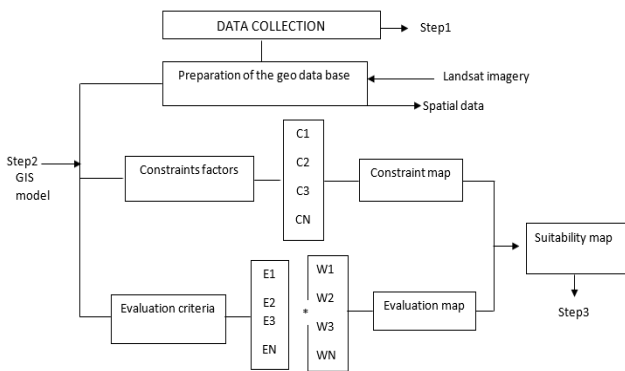 DATA COLLECTION
Step1
Preparation of the geo data base
Landsat imagery
Spatial data
Step2
GIS
model
Constraints factors
C1
C2
C3
CN
Constraint map
Suitability map
Step3
Evaluation criteria
E1
E2
E3
EN
*
W1
W2
W3
WN
Evaluation map